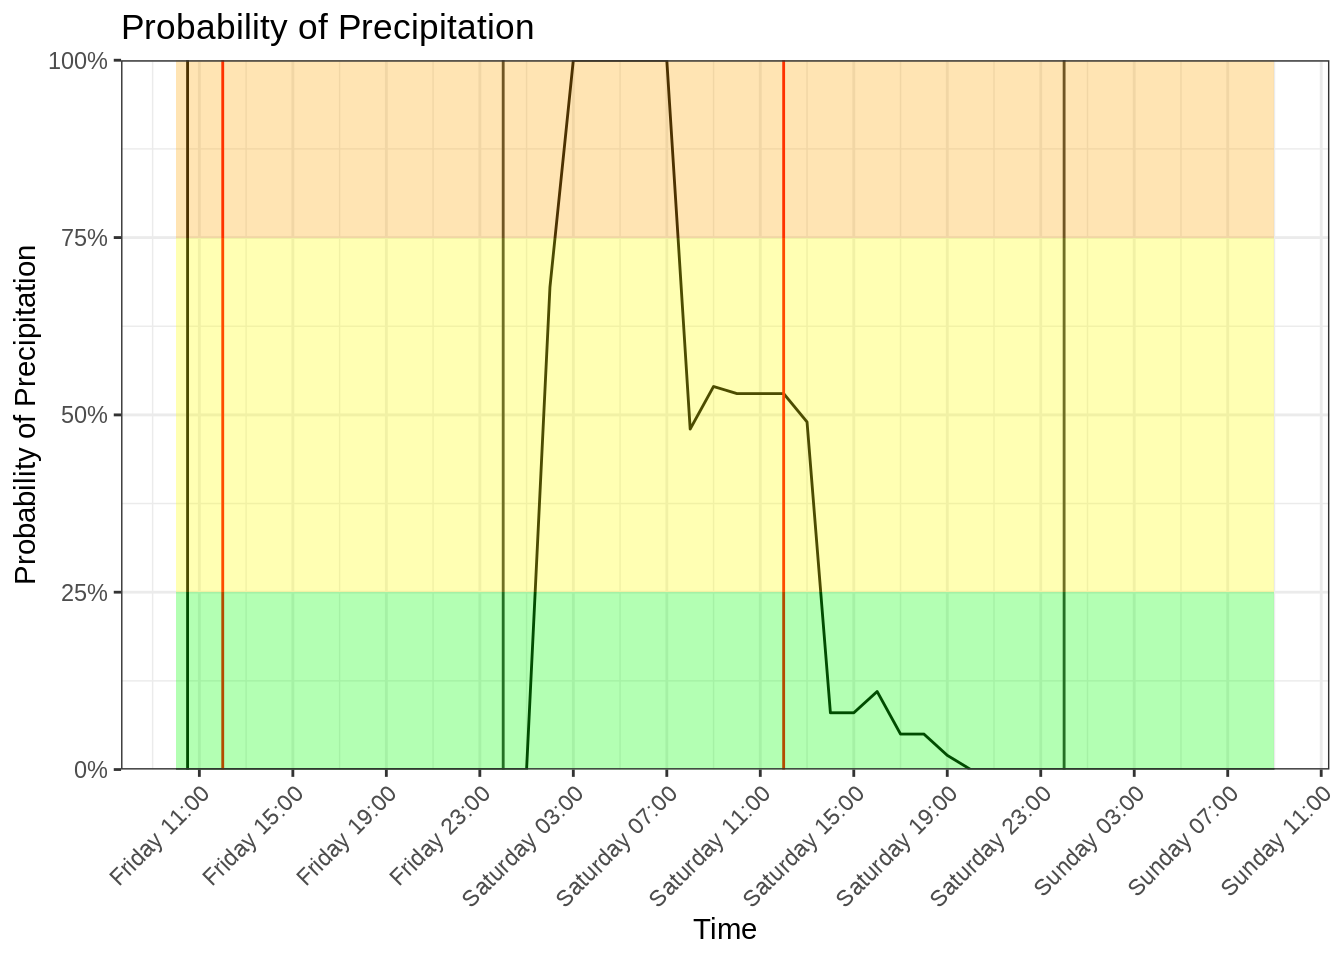 Probability of Precipitation
100%
75%
50%
25%
0%
Probability of Precipitation
Friday 11:00
Friday 15:00
Friday 19:00
Friday 23:00
Saturday 03:00
Saturday 07:00
Saturday 11:00
Saturday 15:00
Saturday 19:00
Saturday 23:00
Sunday 03:00
Sunday 07:00
Sunday 11:00
Time